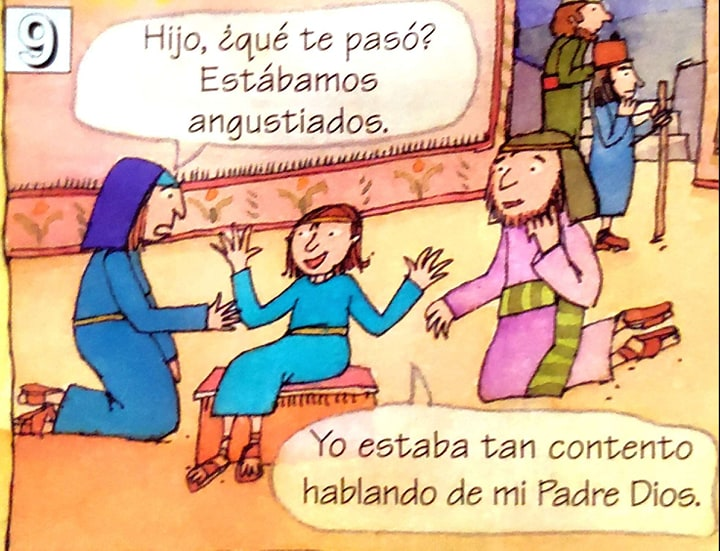 9
Hijo, ¿qué te pasó?
Estábamos
angustiados.
Yo estaba tan contento
hablando de mi Padre Dios.